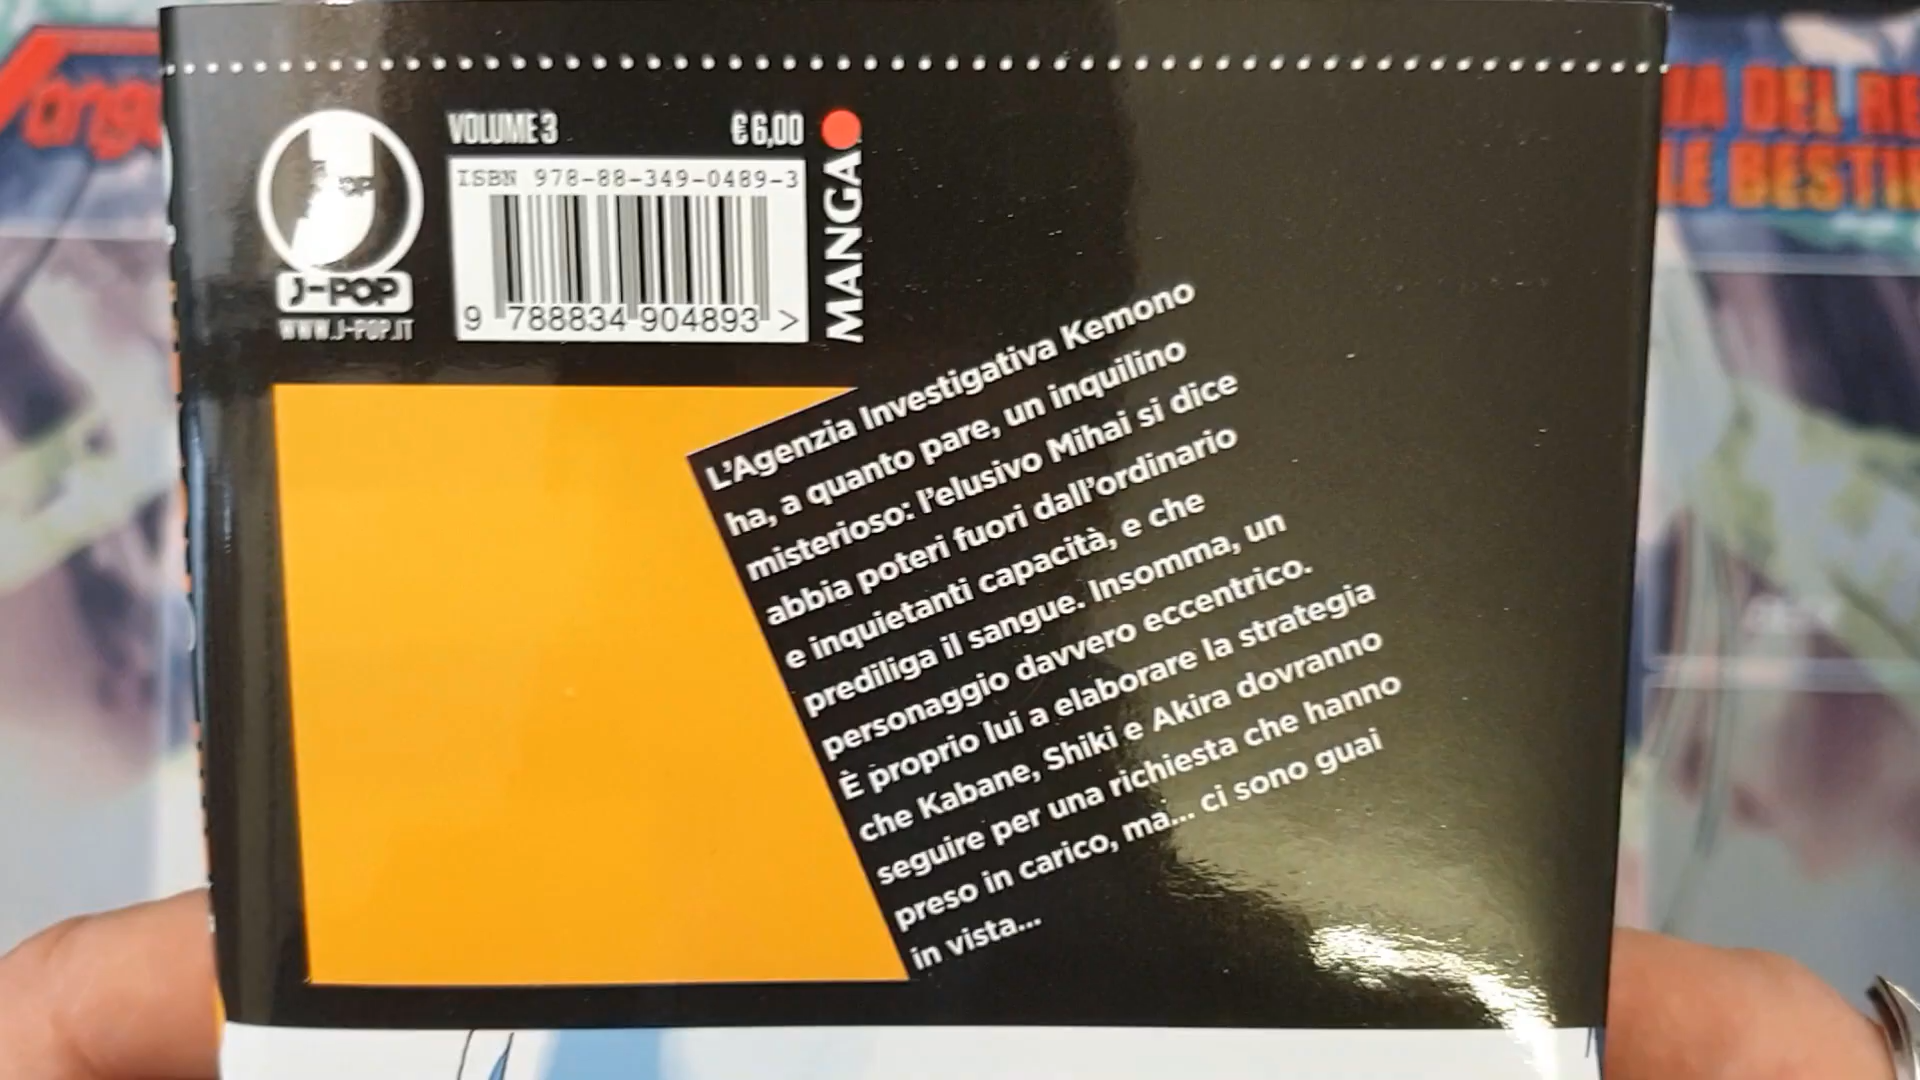 VOLUME 3
€ 6,00
ISBN 978-88-349-0489-3
9 788834 904893 >
MANGA
J-POP
WWW.J-POP.IT
L'Agenzia Investigativa Kemono
ha, a quanto pare, un inquilino
misterioso: l'elusivo Mihai si dice
abbia poteri fuori dall'ordinario
e inquietanti capacità, e che
prediliga il sangue. Insomma, un
personaggio davvero eccentrico.
È proprio lui a elaborare la strategia
che Kabane, Shiki e Akira dovranno
seguire per una richiesta che hanno
preso in carico, ma... ci sono guai
in vista...
DEL